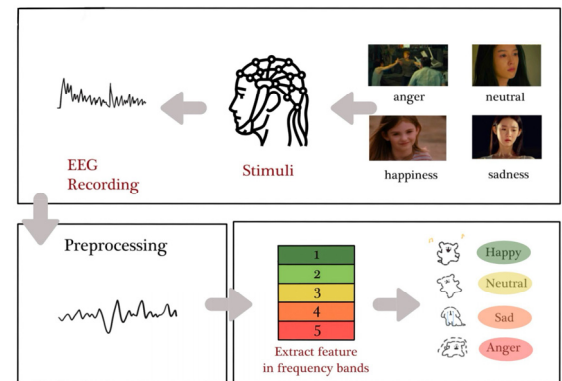 anger
neutral
happiness
sadness
Stimuli
EEG
Recording
Preprocessing
1
2
3
4
5
Extract feature
in frequency bands
Happy
Neutral
Sad
Anger